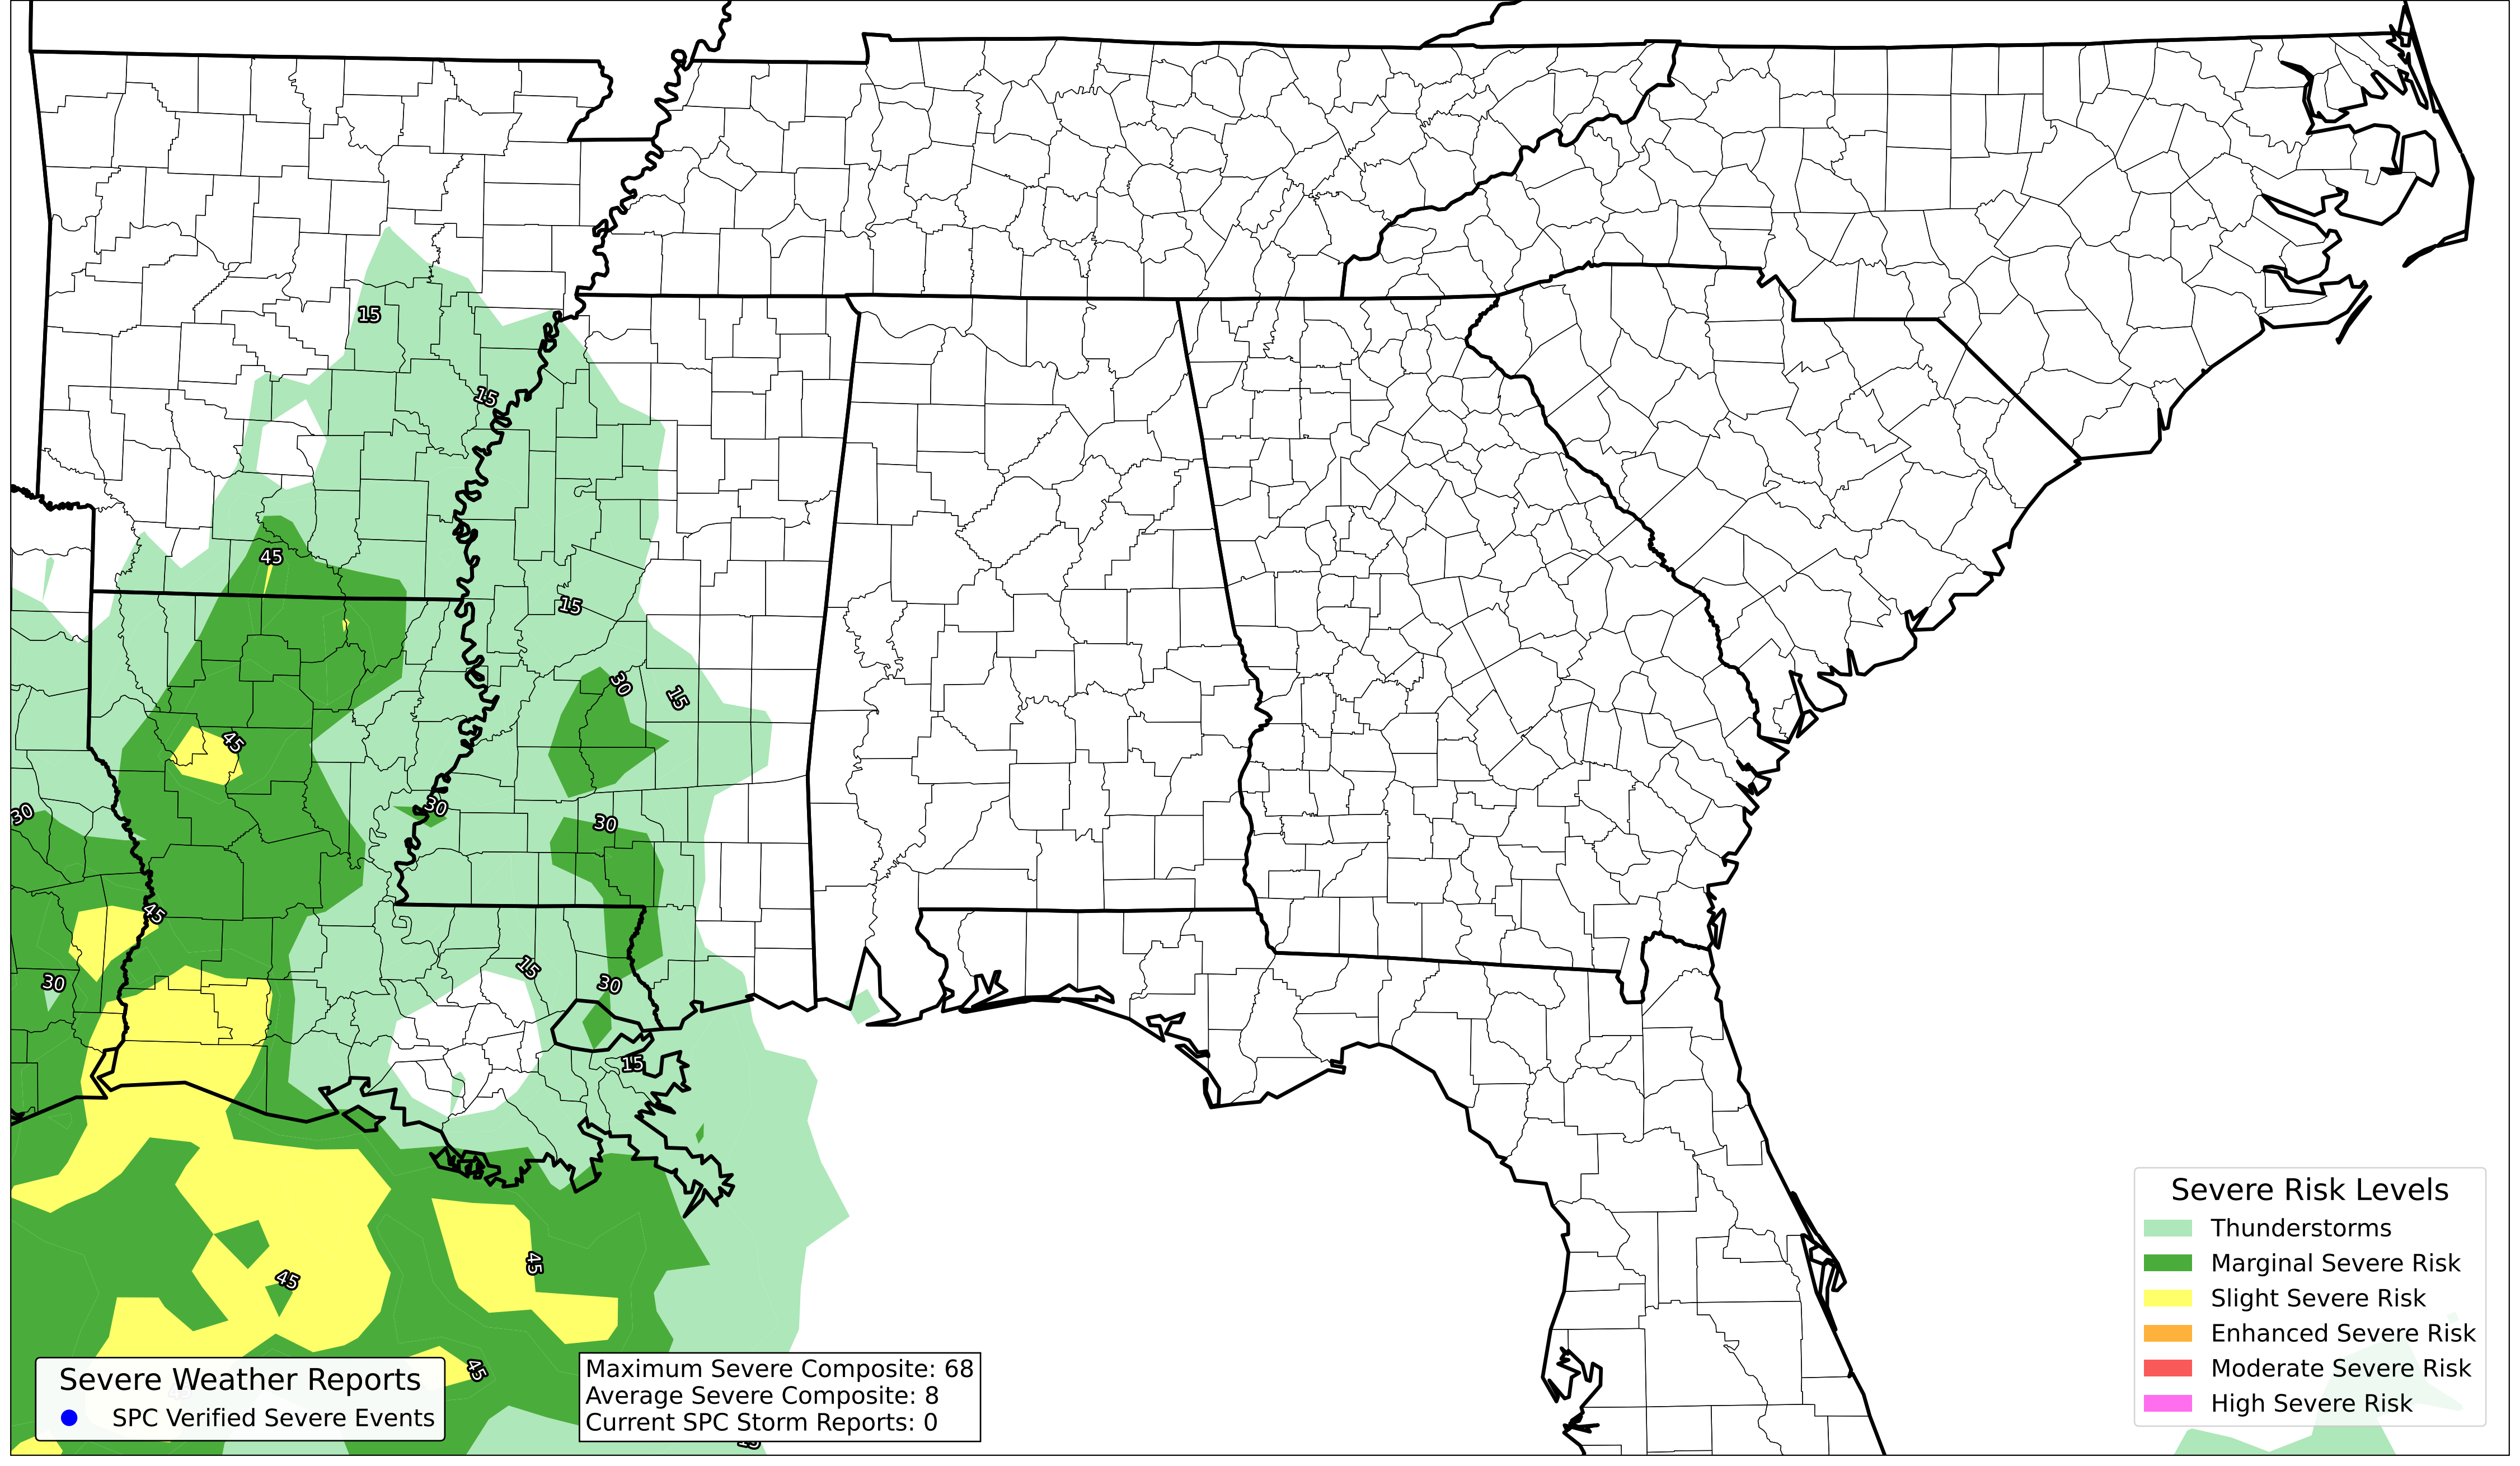 15
15
45
15
30
15
45
30
30
30
45
15
30
30
15
45
45
45
Severe Risk Levels
Thunderstorms
Marginal Severe Risk
Slight Severe Risk
Enhanced Severe Risk
Moderate Severe Risk
High Severe Risk
Severe Weather Reports
SPC Verified Severe Events
Maximum Severe Composite: 68
Average Severe Composite: 8
Current SPC Storm Reports: 0